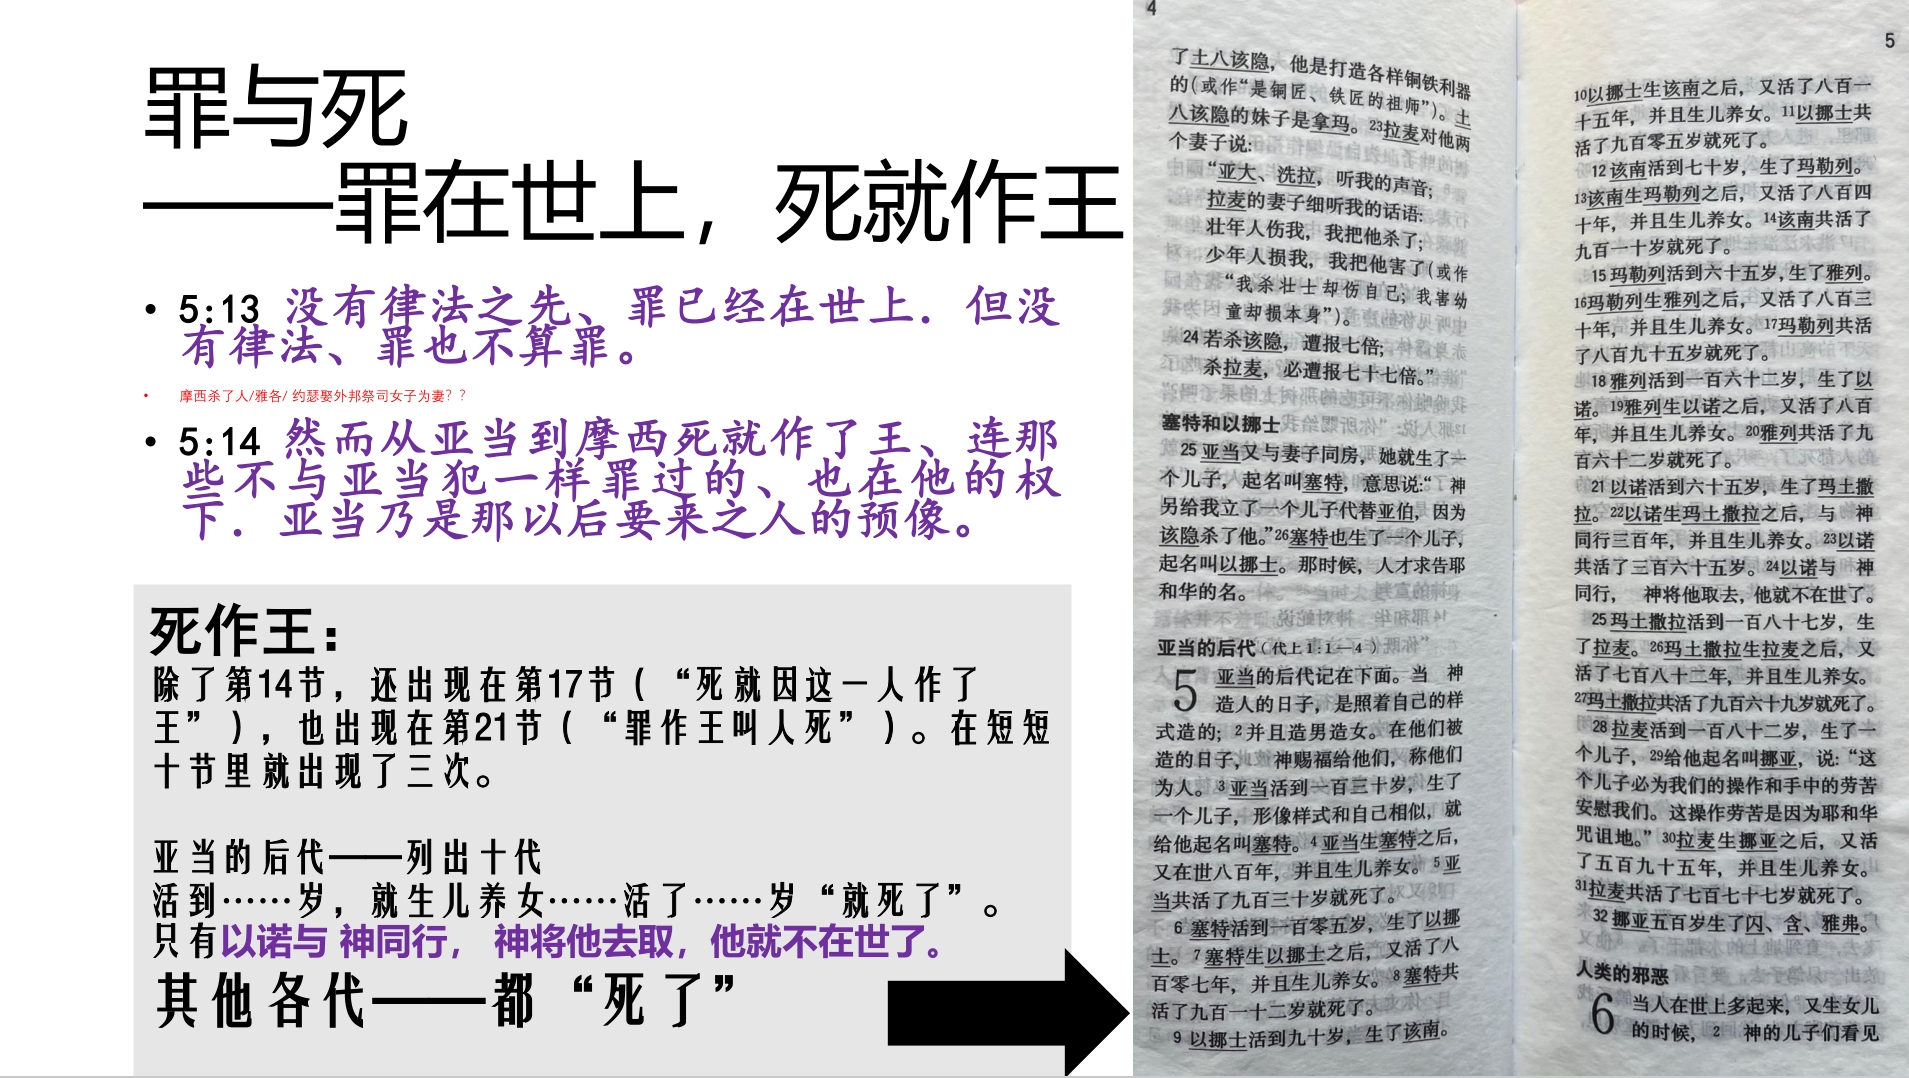 罪与死
——罪在世上，死就作王
• 5:13 没有律法之先、罪已经在世上．但没
有律法、罪也不算罪。
• 摩西杀了人/雅各/ 约瑟娶外邦祭司女子为妻？？
• 5:14 然而从亚当到摩西死就作了王、连那
些不与亚当犯一样罪过的、也在他的权
下．亚当乃是那以后要来之人的预像。
死作王：
除了第14节，还出现在第17节（“死就因这一人作了
王”），也出现在第21节（“罪作王叫人死”）。在短短
十节里就出现了三次。
亚当的后代——列出十代
活到……岁，就生儿养女……活了……岁“就死了”。
只有以诺与 神同行， 神将他去取，他就不在世了。
其他各代——都“死了”
4
了土八该隐，他是打造各样铜铁利器
的(或作“是铜匠、铁匠的祖师”)。土
八该隐的妹子是拿玛。23拉麦对他两
个妻子说:
“亚大、洗拉，听我的声音;
拉麦的妻子细听我的话语:
壮年人伤我，我把他杀了;
少年人损我，我把他害了(或作
“我杀壮士却伤自己; 我害幼
童却损本身”)。
24 若杀该隐，遭报七倍;
杀拉麦，必遭报七十七倍。”
塞特和以挪士
25 亚当又与妻子同房，她就生了一
个儿子，起名叫塞特，意思说:“ 神
另给我立了一个儿子代替亚伯，因为
该隐杀了他。”26塞特也生了一个儿子，
起名叫以挪士。那时候，人才求告耶
和华的名。
亚当的后代(代上1:1—4)
5 亚当的后代记在下面。当 神
造人的日子，是照着自己的样
式造的; 2并且造男造女。在他们被
造的日子， 神赐福给他们，称他们
为人。3亚当活到一百三十岁，生了
一个儿子，形像样式和自己相似，就
给他起名叫塞特。4亚当生塞特之后，
又在世八百年，并且生儿养女。5亚
当共活了九百三十岁就死了。
6 塞特活到一百零五岁，生了以挪
士。7塞特生以挪士之后，又活了八
百零七年，并且生儿养女。8塞特共
活了九百一十二岁就死了。
9 以挪士活到九十岁，生了该南。
5
10以挪士生该南之后，又活了八百一
十五年，并且生儿养女。11以挪士共
活了九百零五岁就死了。
12 该南活到七十岁，生了玛勒列。
13该南生玛勒列之后，又活了八百四
十年，并且生儿养女。14该南共活了
九百一十岁就死了。
15 玛勒列活到六十五岁，生了雅列。
16玛勒列生雅列之后，又活了八百三
十年，并且生儿养女。17玛勒列共活
了八百九十五岁就死了。
18 雅列活到一百六十二岁，生了以
诺。19雅列生以诺之后，又活了八百
年，并且生儿养女。20雅列共活了九
百六十二岁就死了。
21 以诺活到六十五岁，生了玛土撒
拉。22以诺生玛土撒拉之后，与 神
同行三百年，并且生儿养女。23以诺
共活了三百六十五岁。24以诺与 神
同行， 神将他取去，他就不在世了。
25 玛土撒拉活到一百八十七岁，生
了拉麦。26玛土撒拉生拉麦之后，又
活了七百八十二年，并且生儿养女。
27玛土撒拉共活了九百六十九岁就死了。
28 拉麦活到一百八十二岁，生了一
个儿子，29给他起名叫挪亚，说:“这
个儿子必为我们的操作和手中的劳苦
安慰我们。这操作劳苦是因为耶和华
咒诅地。”30拉麦生挪亚之后，又活
了五百九十五年，并且生儿养女。
31拉麦共活了七百七十七岁就死了。
32 挪亚五百岁生了闪、含、雅弗。
人类的邪恶
6 当人在世上多起来，又生女儿
的时候，2 神的儿子们看见